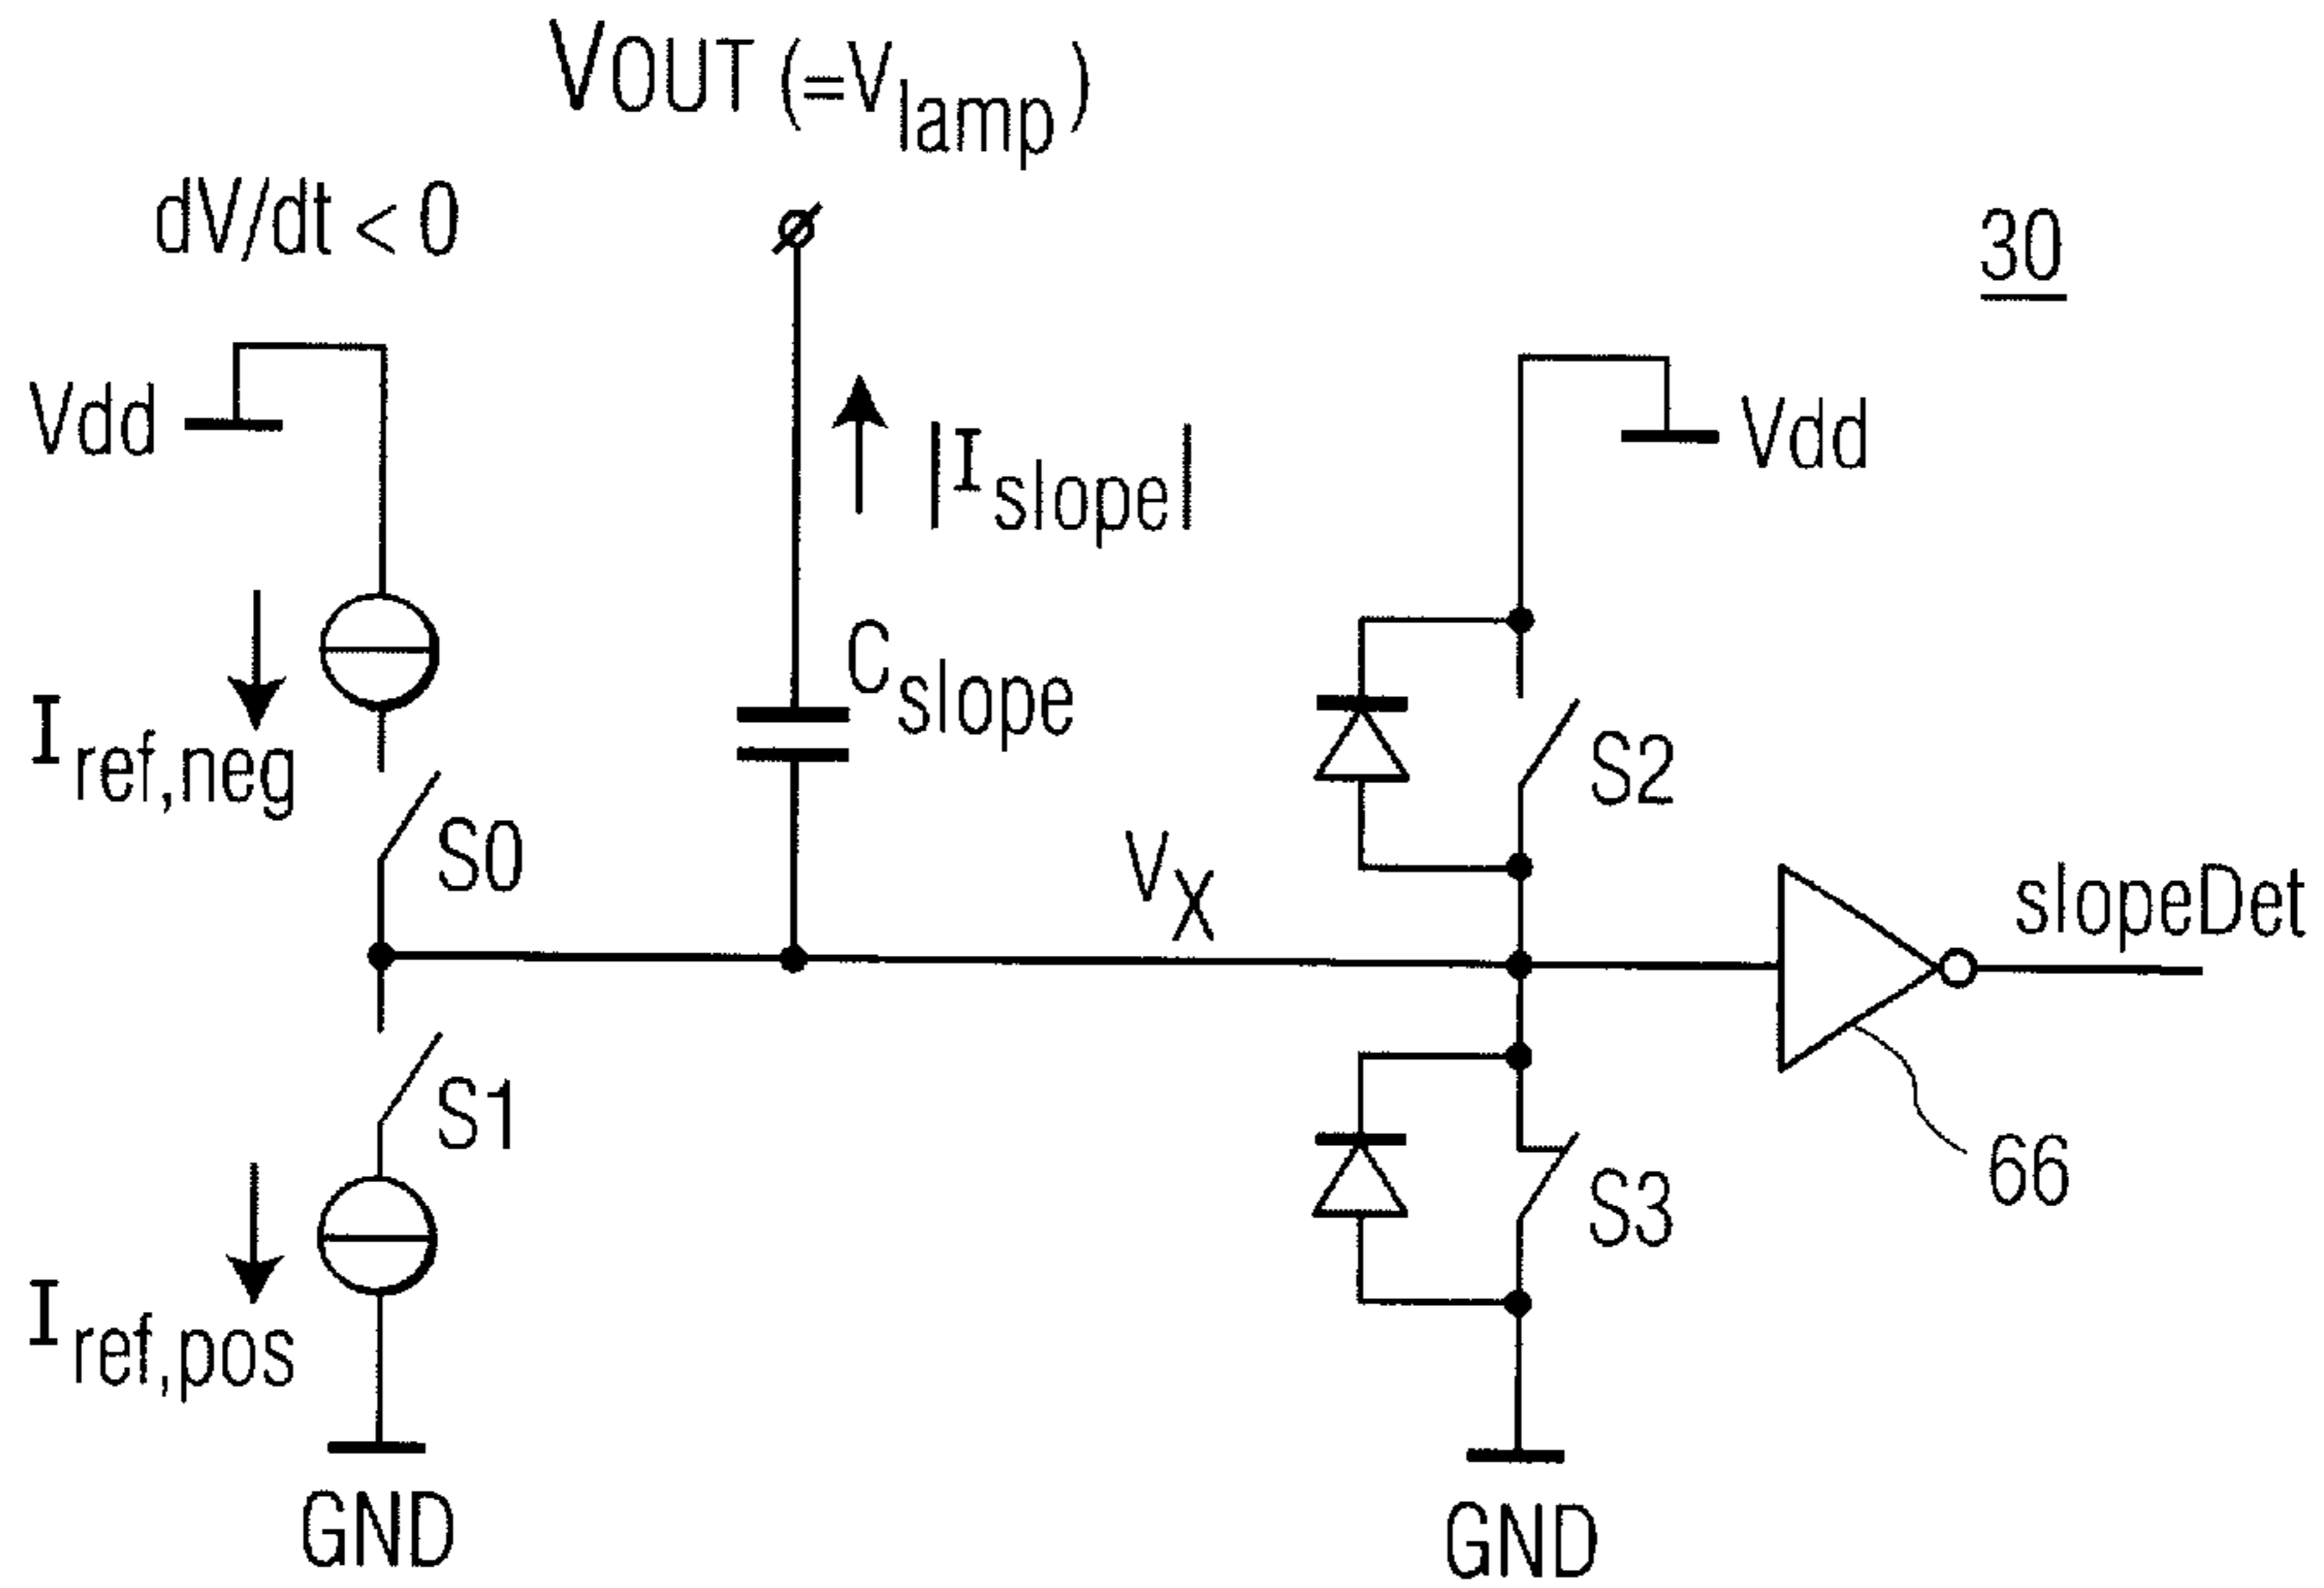 VOUT (=Vlamp)
dV/dt < 0
30
Vdd
|Islope|
Vdd
Cslope
Iref,neg
S2
S0
VX
slopeDet
S1
66
S3
Iref,pos
GND
GND